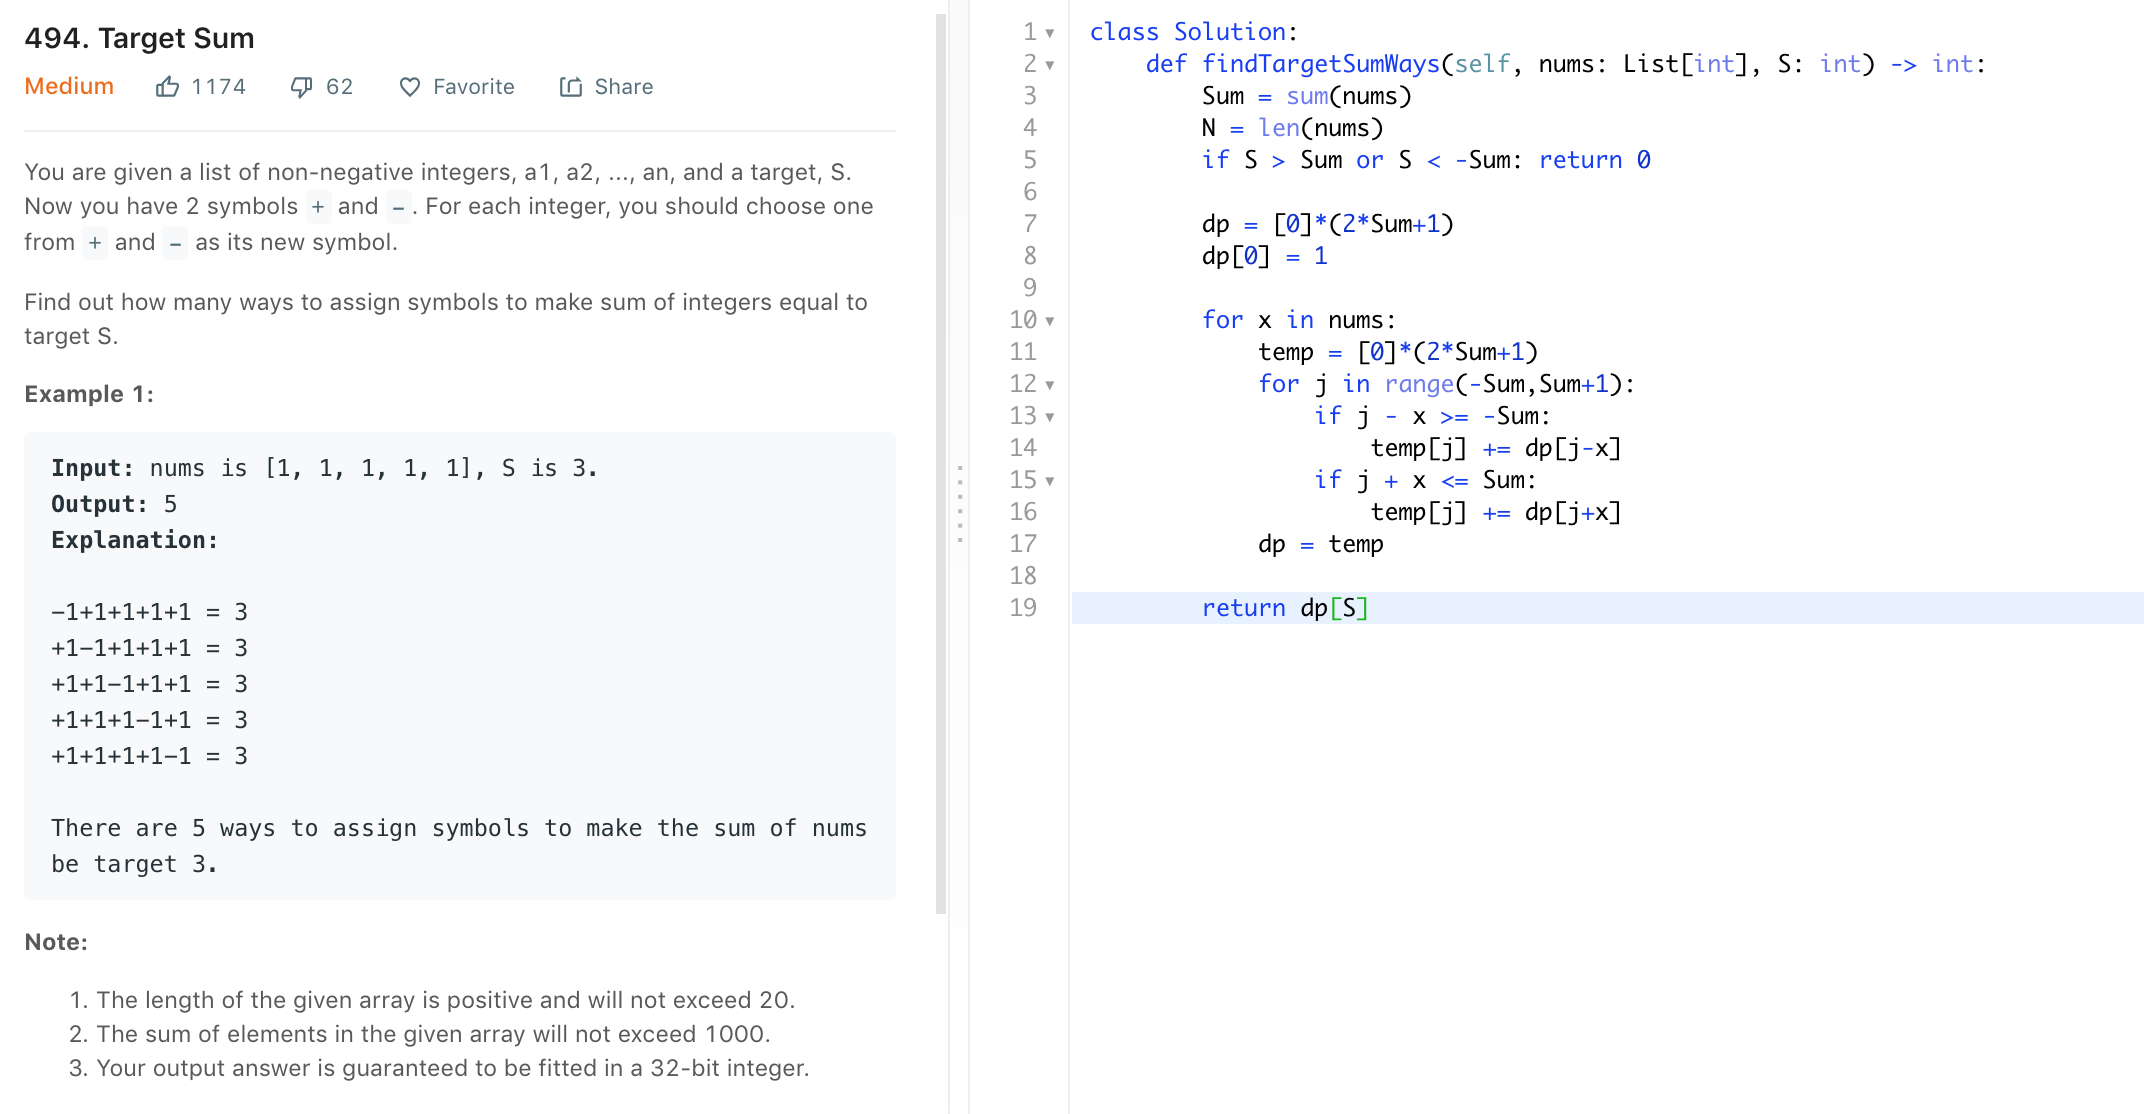 494. Target Sum
Medium 1174 62 Favorite Share
You are given a list of non-negative integers, a1, a2, ..., an, and a target, S.
Now you have 2 symbols + and -. For each integer, you should choose one
from + and - as its new symbol.
Find out how many ways to assign symbols to make sum of integers equal to
target S.
Example 1:
Input: nums is [1, 1, 1, 1, 1], S is 3.
Output: 5
Explanation:
-1+1+1+1+1 = 3
+1-1+1+1+1 = 3
+1+1-1+1+1 = 3
+1+1+1-1+1 = 3
+1+1+1+1-1 = 3
There are 5 ways to assign symbols to make the sum of nums
be target 3.
Note:
1. The length of the given array is positive and will not exceed 20.
2. The sum of elements in the given array will not exceed 1000.
3. Your output answer is guaranteed to be fitted in a 32-bit integer.
1 class Solution:
2     def findTargetSumWays(self, nums: List[int], S: int) -> int:
3         Sum = sum(nums)
4         N = len(nums)
5         if S > Sum or S < -Sum: return 0
6
7         dp = [0]*(2*Sum+1)
8         dp[0] = 1
9
10         for x in nums:
11             temp = [0]*(2*Sum+1)
12             for j in range(-Sum,Sum+1):
13                 if j - x >= -Sum:
14                     temp[j] += dp[j-x]
15                 if j + x <= Sum:
16                     temp[j] += dp[j+x]
17             dp = temp
18
19         return dp[S]